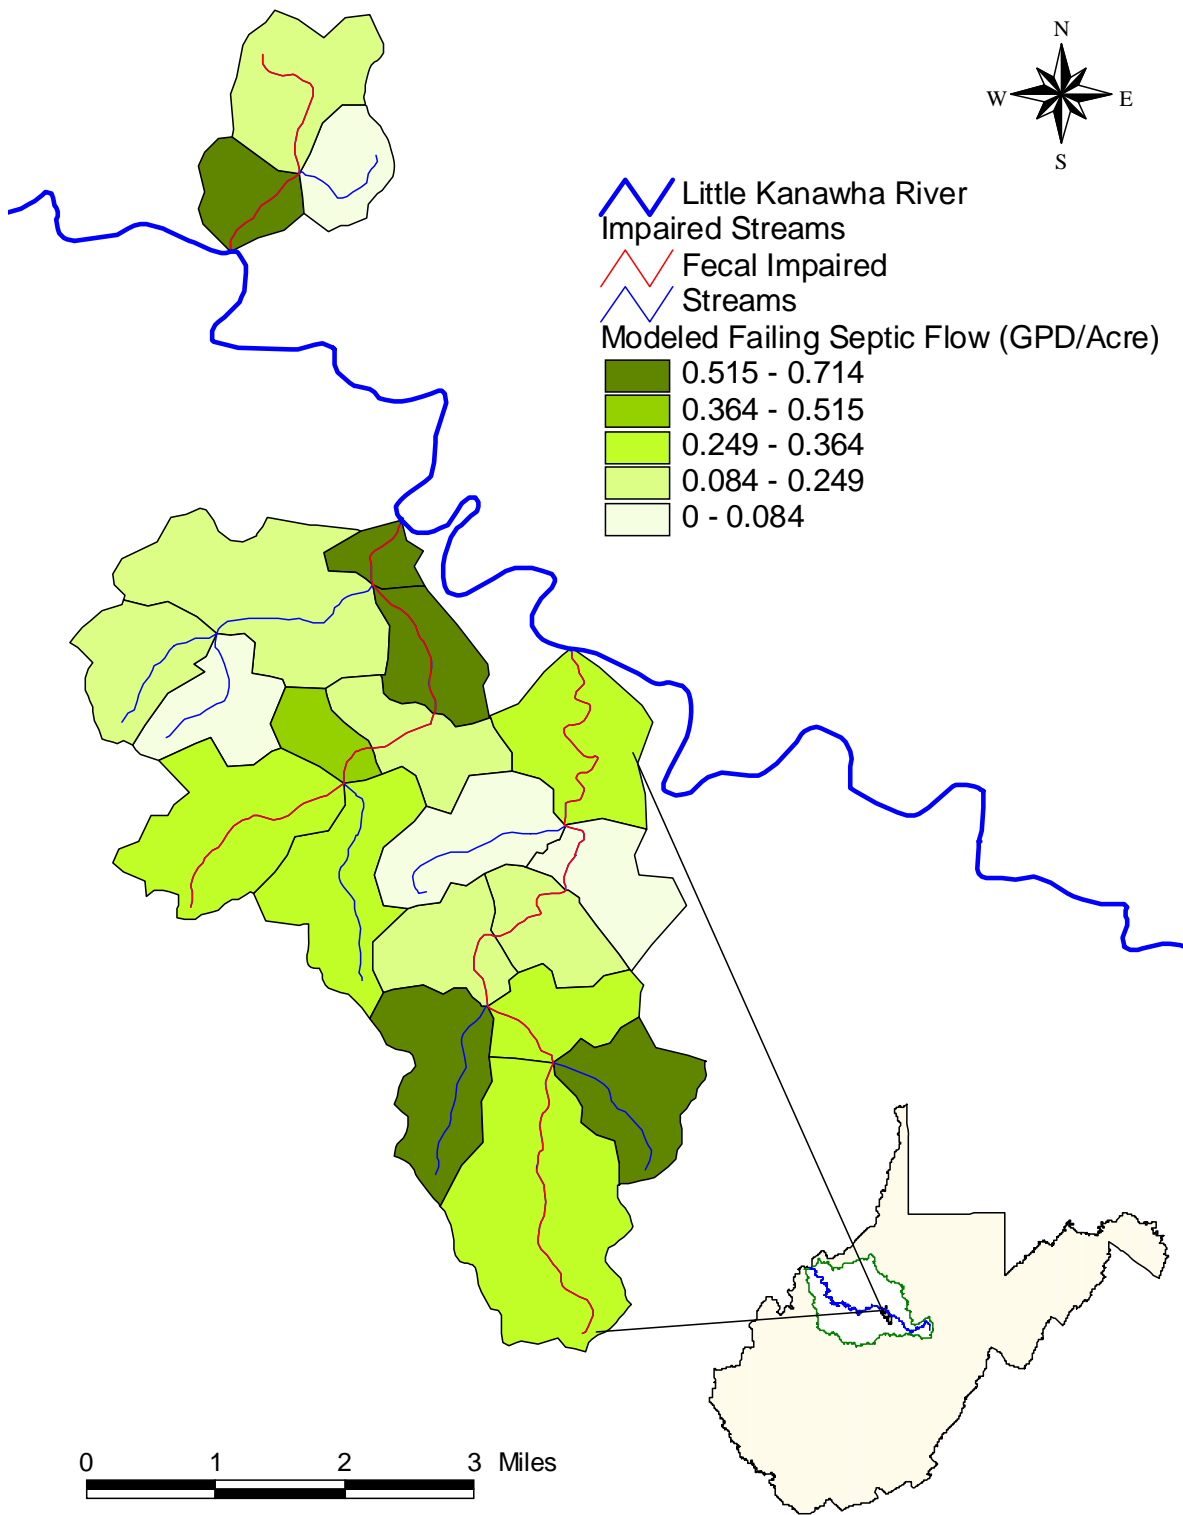 N
W E
S
Little Kanawha River
Impaired Streams
Fecal Impaired
Streams
Modeled Failing Septic Flow (GPD/Acre)
0.515 - 0.714
0.364 - 0.515
0.249 - 0.364
0.084 - 0.249
0 - 0.084
0 1 2 3 Miles